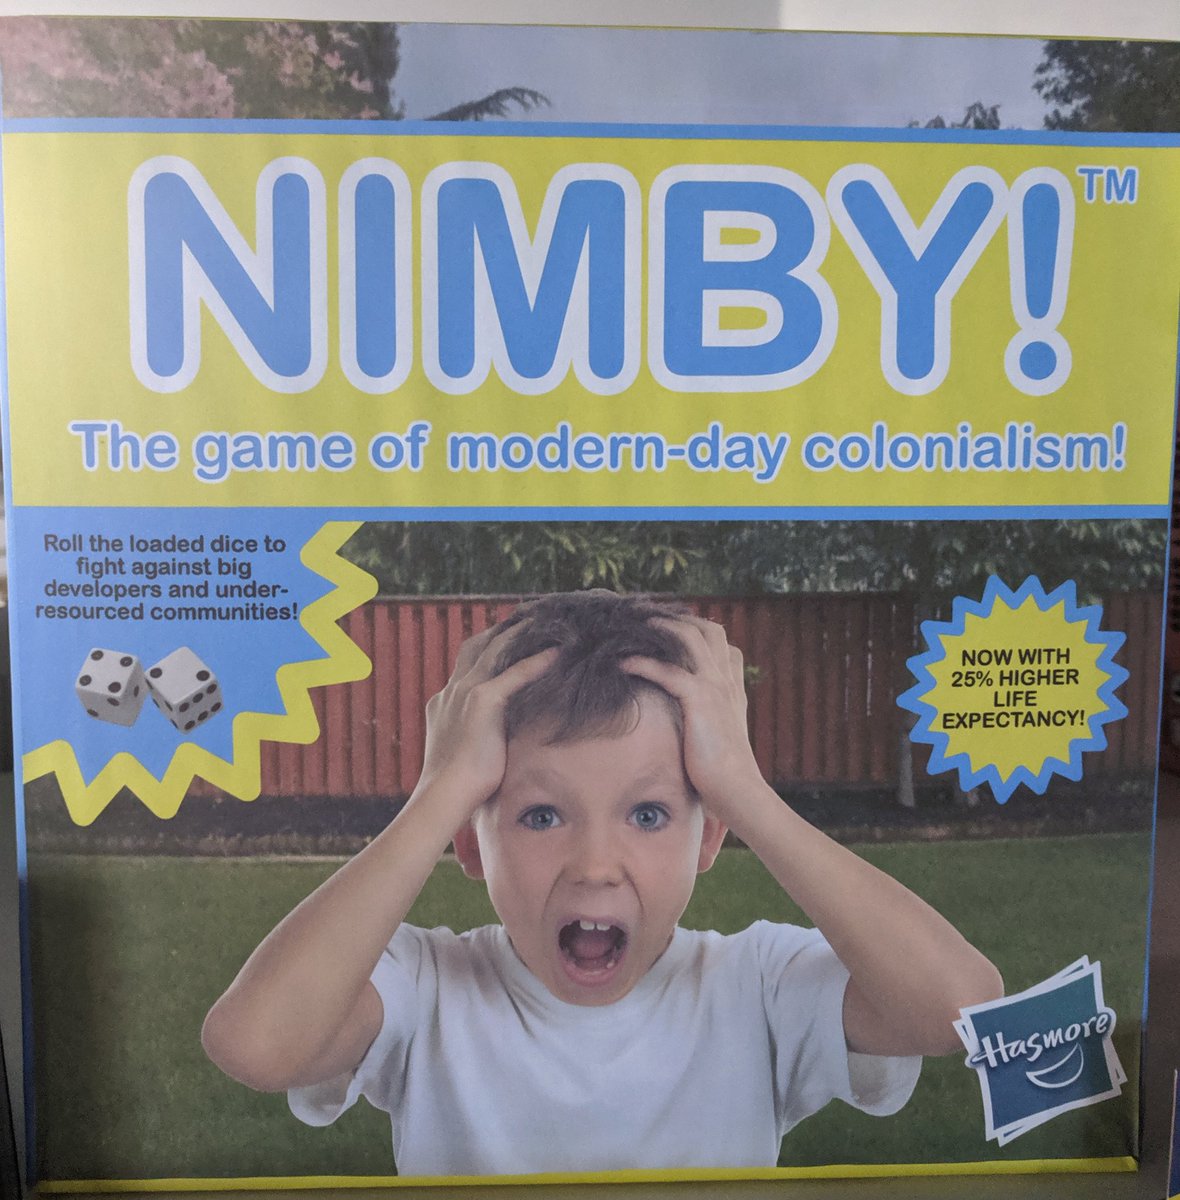 NIMBY!™
The game of modern-day colonialism!
Roll the loaded dice to
fight against big
developers and under-
resourced communities!
NOW WITH
25% HIGHER
LIFE
EXPECTANCY!
Hasmore